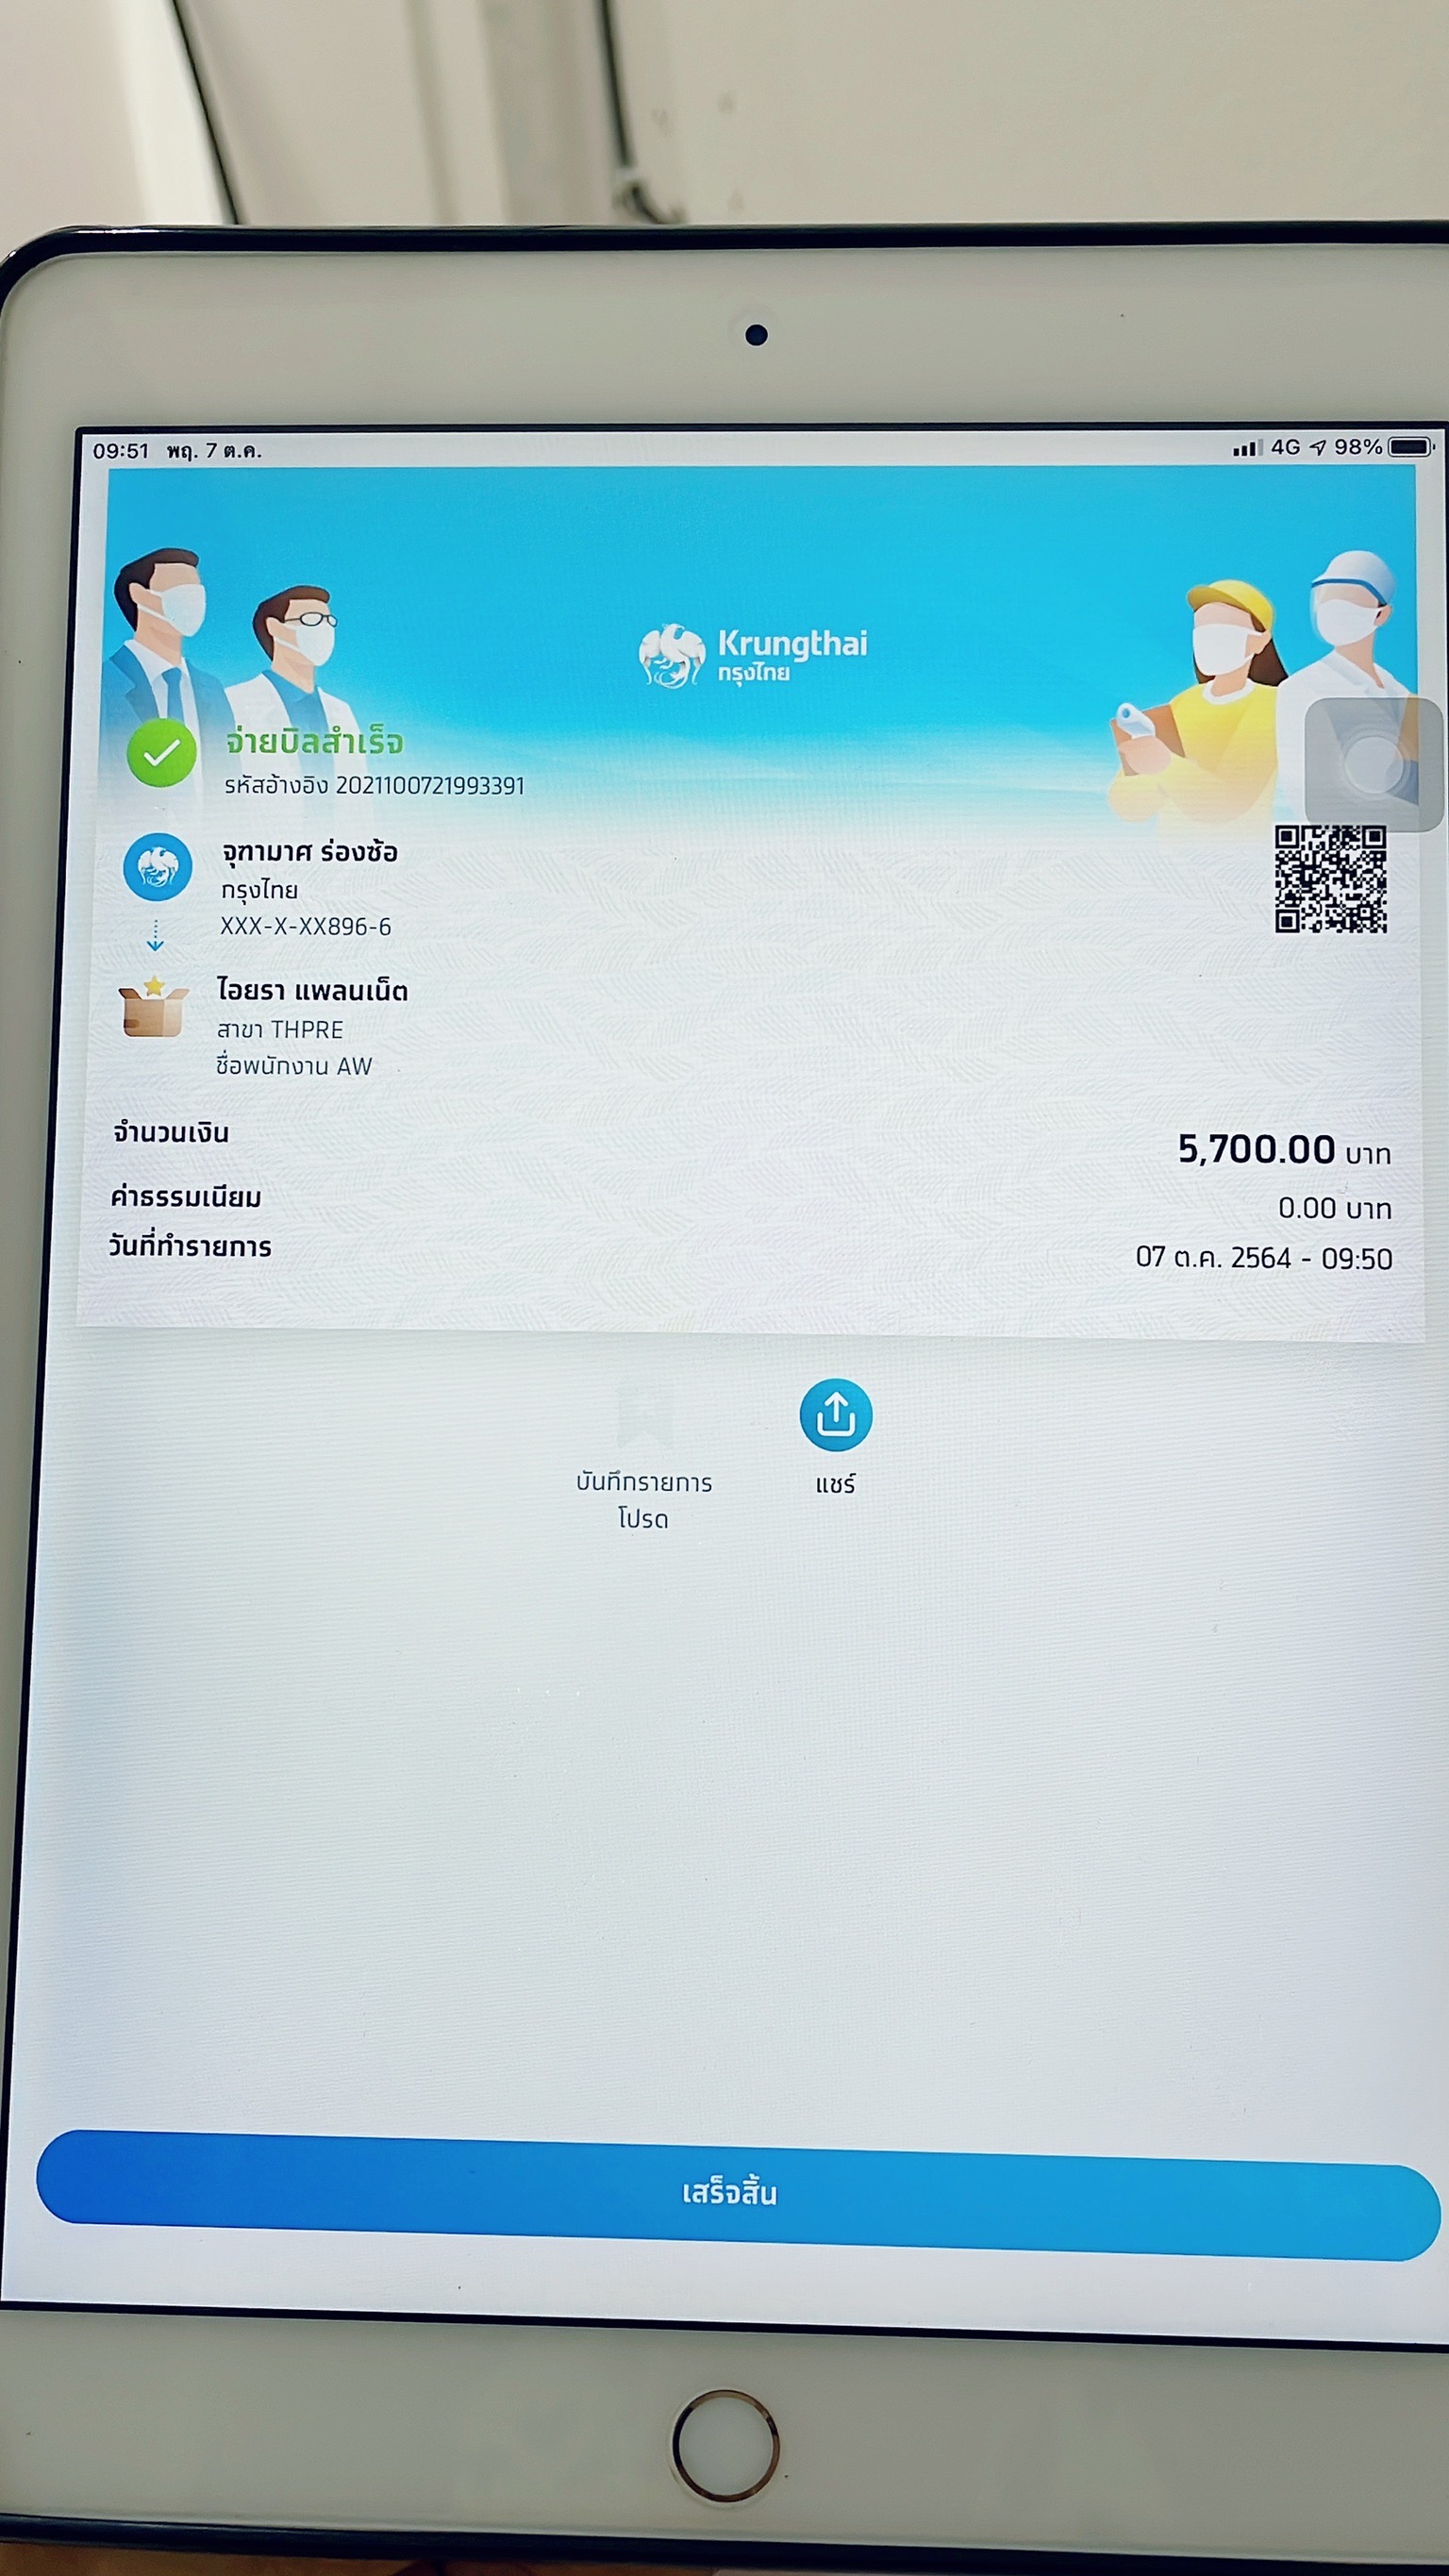 09:51 พฤ. 7 ต.ค. 4G 98%
Krungthai
กรุงไทย
จ่ายบิลสำเร็จ
รหัสอ้างอิง 2021100721993391
จุฑามาศ ร่องซ้อ
กรุงไทย
XXX-X-XX896-6
ไอยรา แพลนเน็ต
สาขา THPRE
ชื่อพนักงาน AW
จำนวนเงิน 5,700.00 บาท
ค่าธรรมเนียม 0.00 บาท
วันที่ทำรายการ 07 ต.ค. 2564 - 09:50
บันทึกรายการ
โปรด
แชร์
เสร็จสิ้น